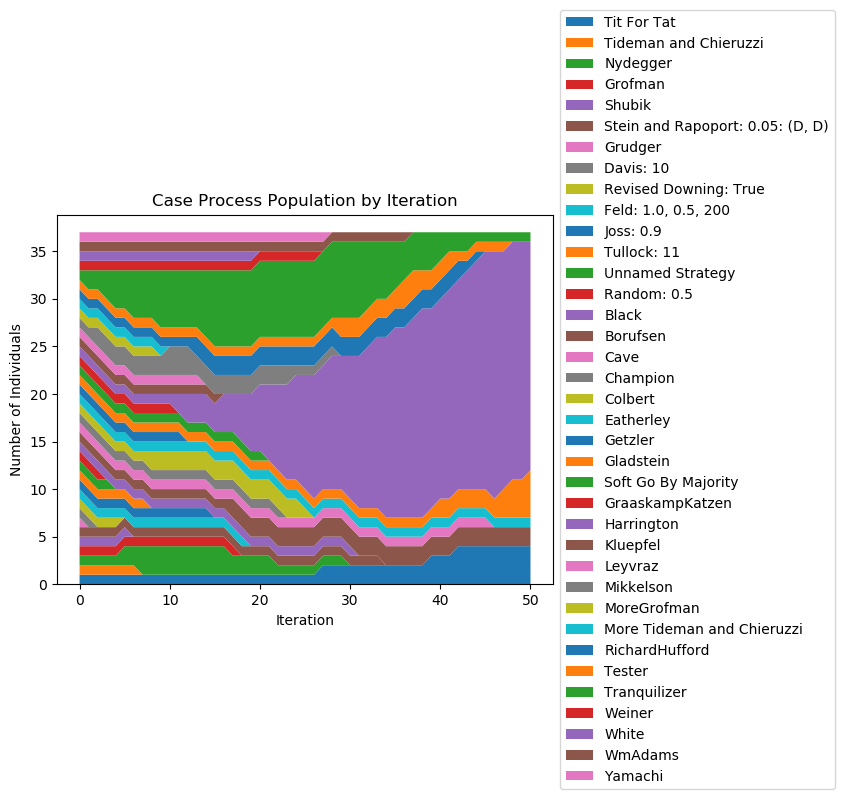 Case Process Population by Iteration
Number of Individuals
35
30
25
20
15
10
5
0
0 10 20 30 40 50
Iteration
Tit For Tat
Tideman and Chieruzzi
Nydegger
Grofman
Shubik
Stein and Rapoport: 0.05: (D, D)
Grudger
Davis: 10
Revised Downing: True
Feld: 1.0, 0.5, 200
Joss: 0.9
Tullock: 11
Unnamed Strategy
Random: 0.5
Black
Borufsen
Cave
Champion
Colbert
Eatherley
Getzler
Gladstein
Soft Go By Majority
GraaskampKatzen
Harrington
Kluepfel
Leyvraz
Mikkelson
MoreGrofman
More Tideman and Chieruzzi
RichardHufford
Tester
Tranquilizer
Weiner
White
WmAdams
Yamachi